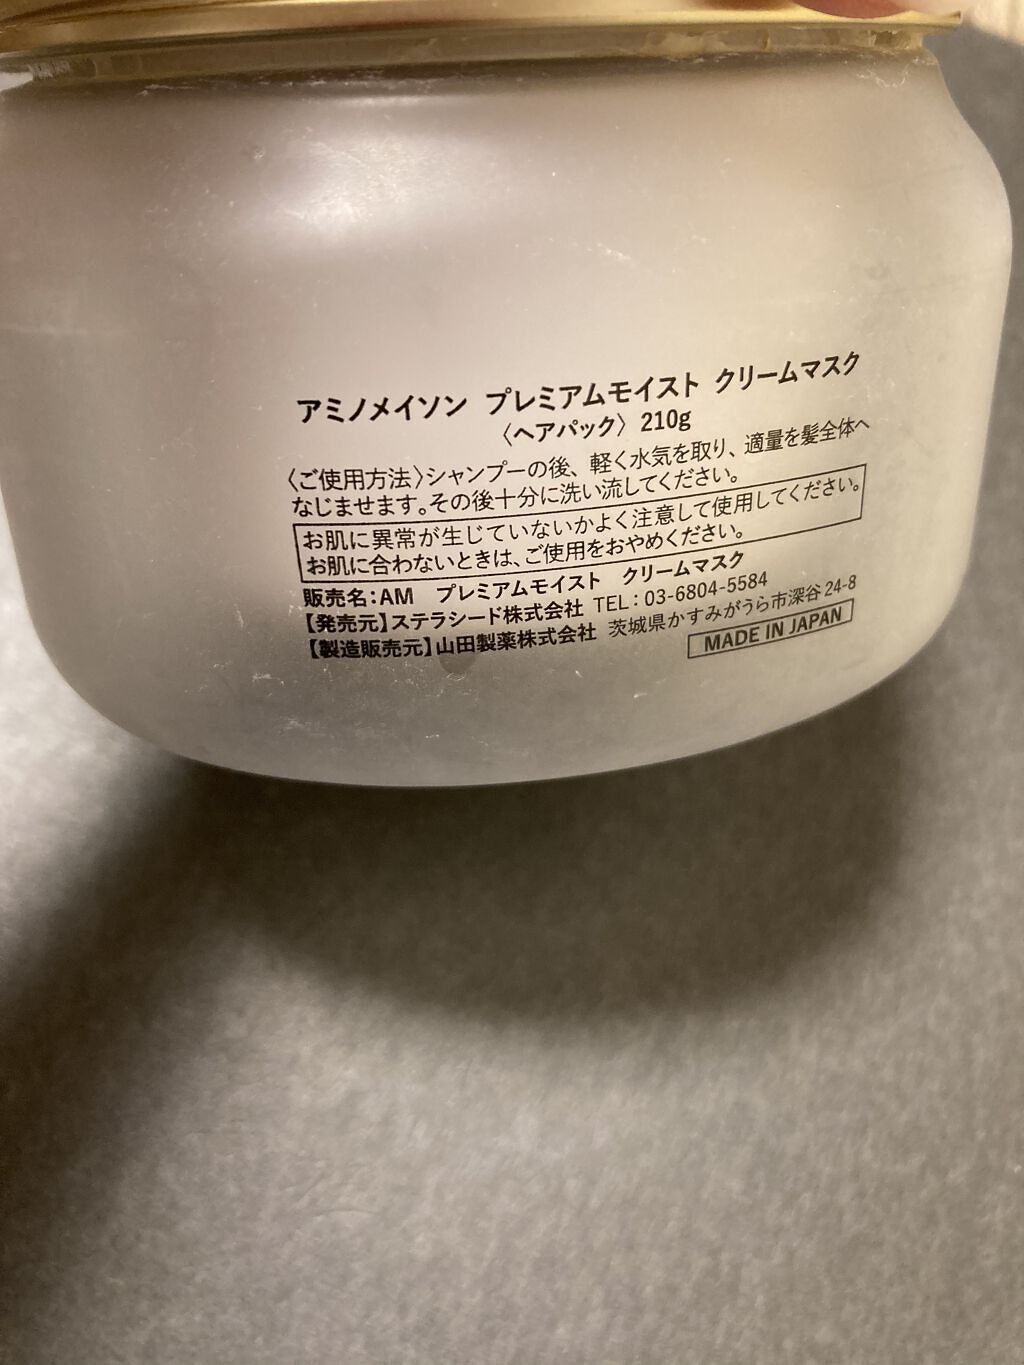 アミノメイソン プレミアムモイスト クリームマスク
〈ヘアパック〉210g
〈ご使用方法〉シャンプーの後、軽く水気を取り、適量を髪全体へ
なじませます。その後十分に洗い流してください。
お肌に異常が生じていないかよく注意して使用してください。
お肌に合わないときは、ご使用をおやめください。
販売名：AM プレミアムモイスト クリームマスク
【発売元】ステラシード株式会社 TEL：03-6804-5584
【製造販売元】山田製薬株式会社 茨城県かすみがうら市深谷24-8
MADE IN JAPAN